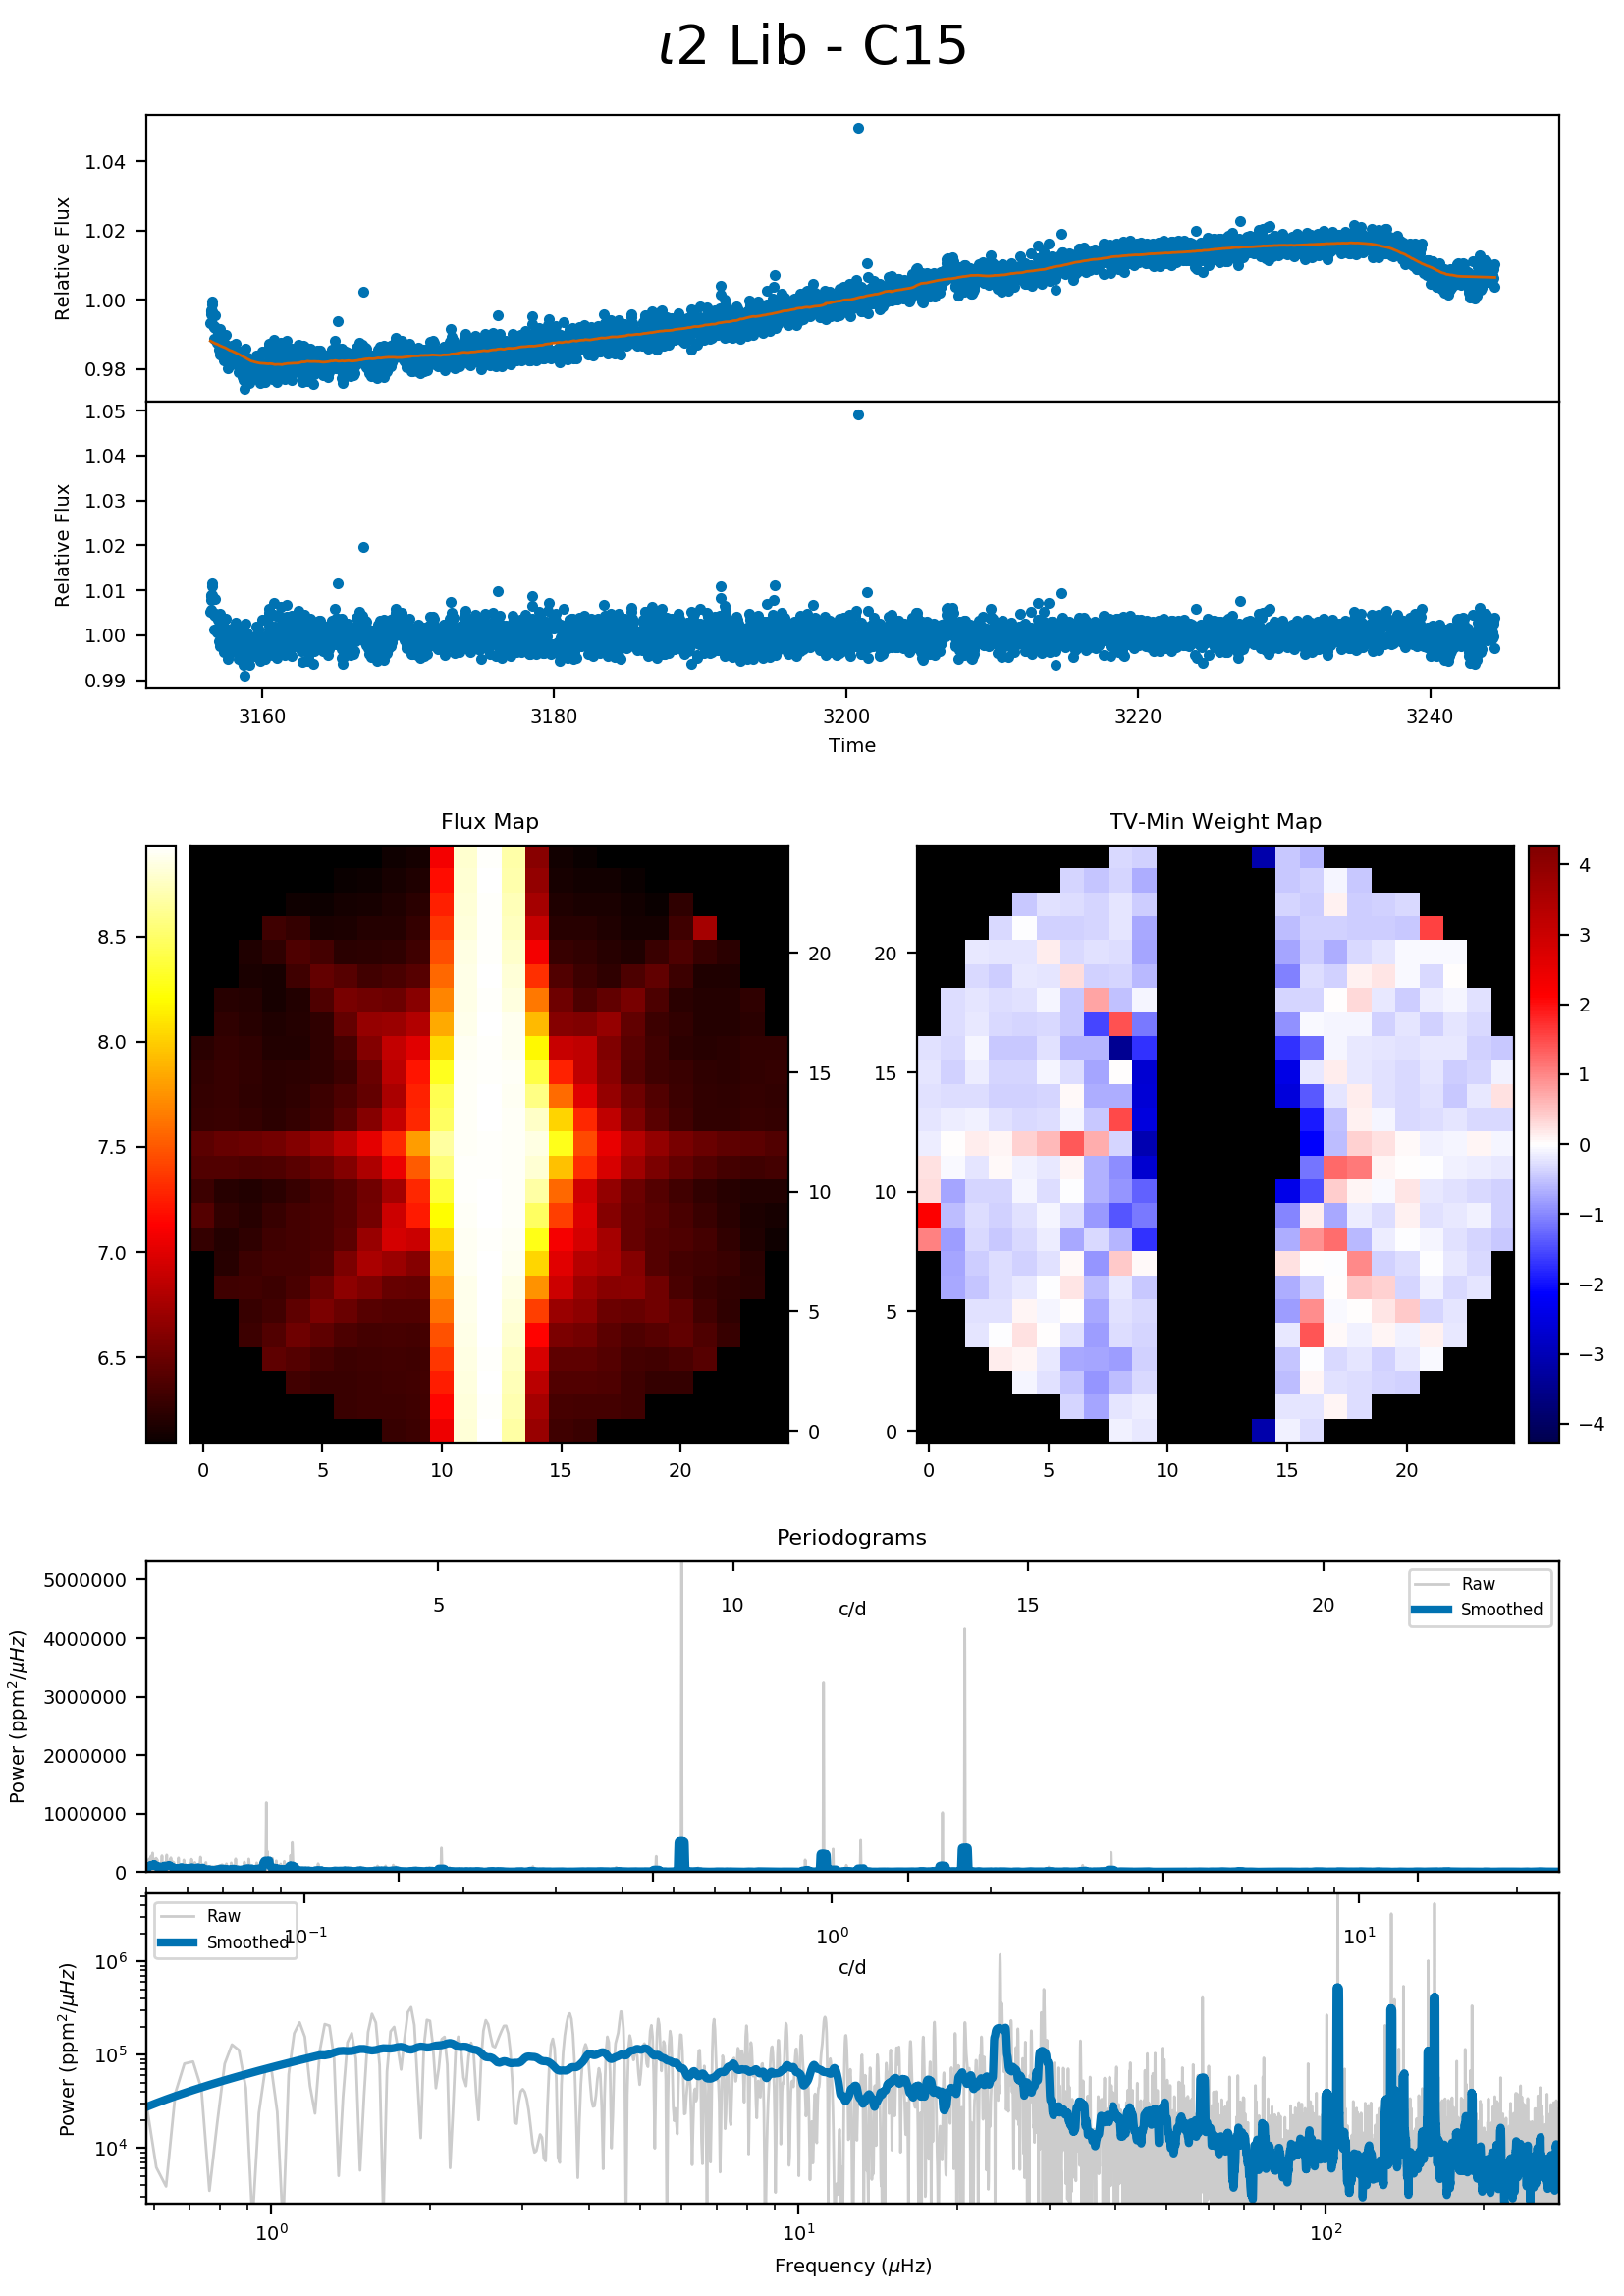 ι2 Lib - C15
1.04
1.02
1.00
0.98
Relative Flux
1.05
1.04
1.03
1.02
1.01
1.00
0.99
Relative Flux
3160 3180 3200 3220 3240
Time
Flux Map
8.5
8.0
7.5
7.0
6.5
20
15
10
5
0
0 5 10 15 20
TV-Min Weight Map
20
15
10
5
0
0 5 10 15 20
4
3
2
1
0
−1
−2
−3
−4
Periodograms
5000000
4000000
3000000
2000000
1000000
0
Power (ppm²/μHz)
5 10 15 20
c/d
Raw
Smoothed
Raw
Smoothed
10⁻¹ 10⁰ 10¹
c/d
10⁶
10⁵
10⁴
Power (ppm²/μHz)
10⁰ 10¹ 10²
Frequency (μHz)